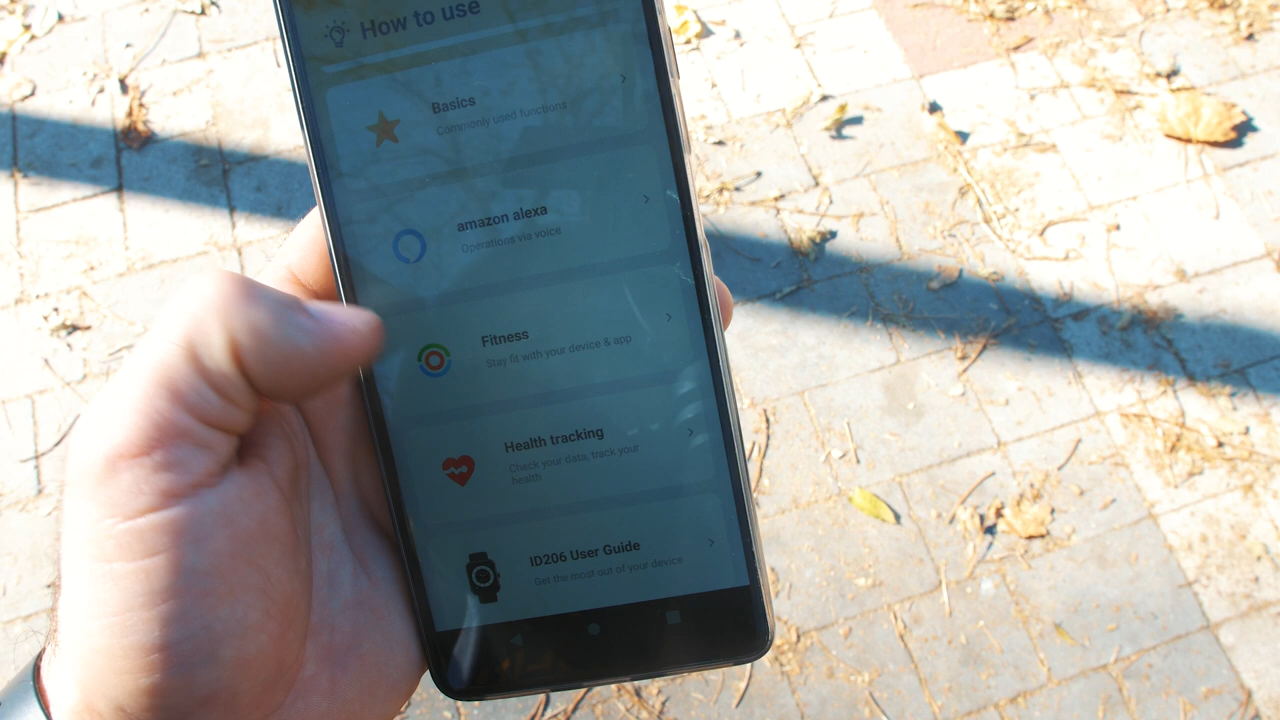 How to use
Basics
Commonly used functions
amazon alexa
Operations via voice
Fitness
Stay fit with your device & app
Health tracking
Check your data, track your
health
ID206 User Guide
Get the most out of your device